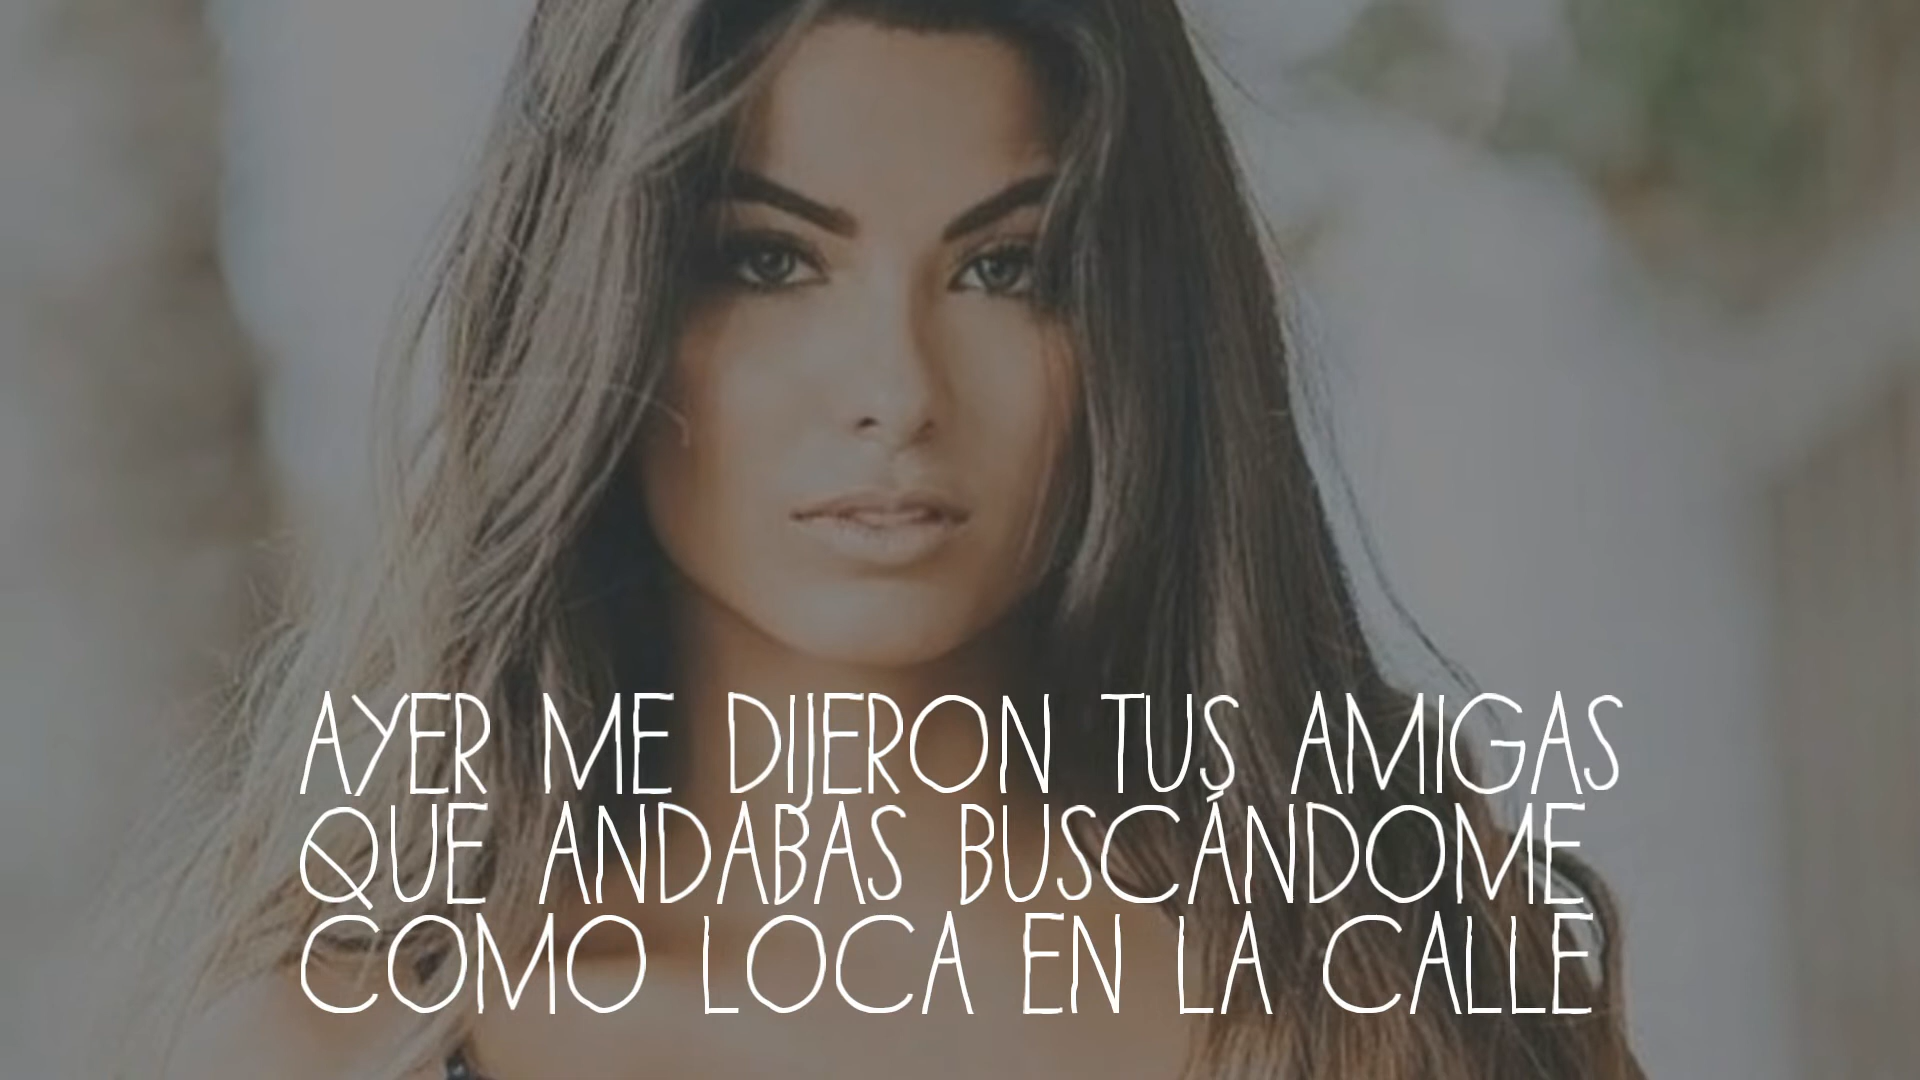 AYER ME DIJERON TUS AMIGAS
QUE ANDABAS BUSCÁNDOME
COMO LOCA EN LA CALLE